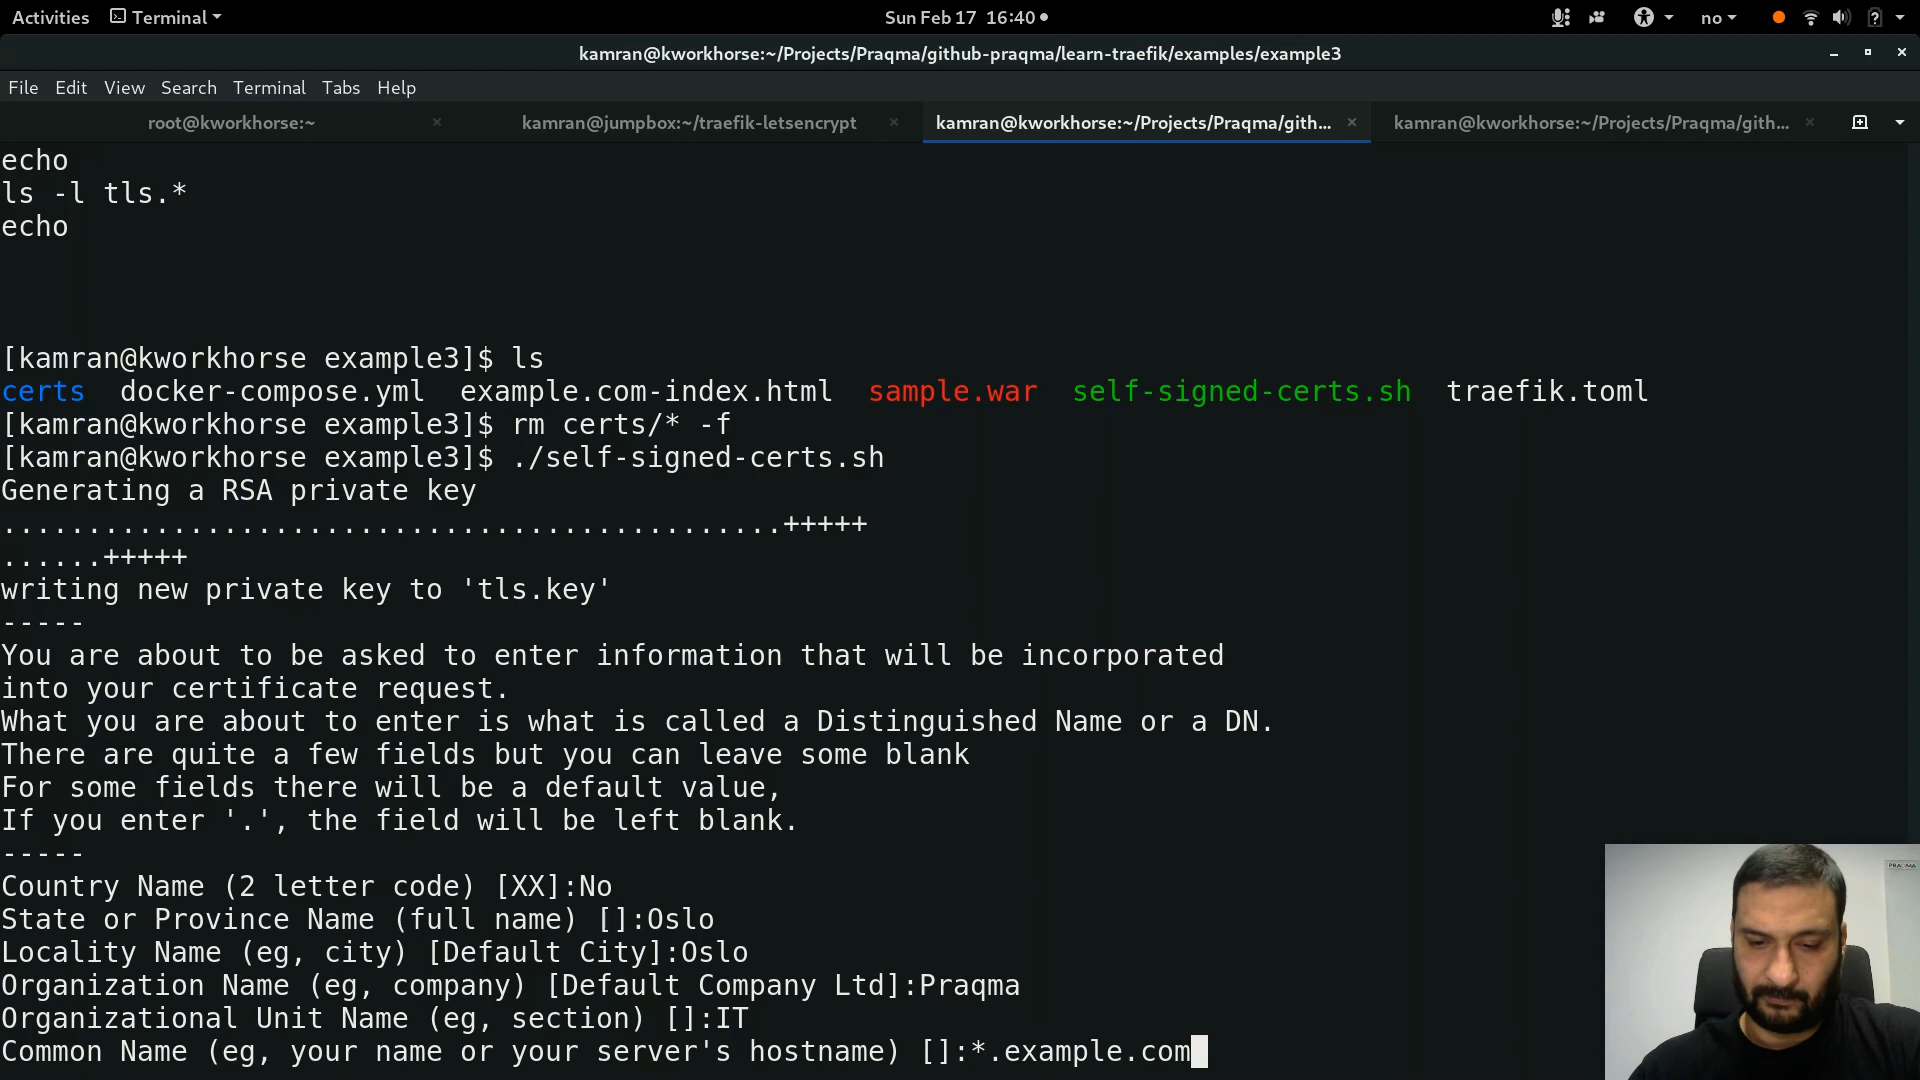 Activities Terminal Sun Feb 17 16:40 no
kamran@kworkhorse:~/Projects/Praqma/github-praqma/learn-traefik/examples/example3
File Edit View Search Terminal Tabs Help
root@kworkhorse:~ kamran@jumpbox:~/traefik-letsencrypt kamran@kworkhorse:~/Projects/Praqma/gith... kamran@kworkhorse:~/Projects/Praqma/gith...
echo
ls -l tls.*
echo
[kamran@kworkhorse example3]$ ls
certs docker-compose.yml example.com-index.html sample.war self-signed-certs.sh traefik.toml
[kamran@kworkhorse example3]$ rm certs/* -f
[kamran@kworkhorse example3]$ ./self-signed-certs.sh
Generating a RSA private key
..............................................+++++
......+++++
writing new private key to 'tls.key'
-----
You are about to be asked to enter information that will be incorporated
into your certificate request.
What you are about to enter is what is called a Distinguished Name or a DN.
There are quite a few fields but you can leave some blank
For some fields there will be a default value,
If you enter '.', the field will be left blank.
-----
Country Name (2 letter code) [XX]:No
State or Province Name (full name) []:Oslo
Locality Name (eg, city) [Default City]:Oslo
Organization Name (eg, company) [Default Company Ltd]:Praqma
Organizational Unit Name (eg, section) []:IT
Common Name (eg, your name or your server's hostname) []:*.example.com
PRAQMA